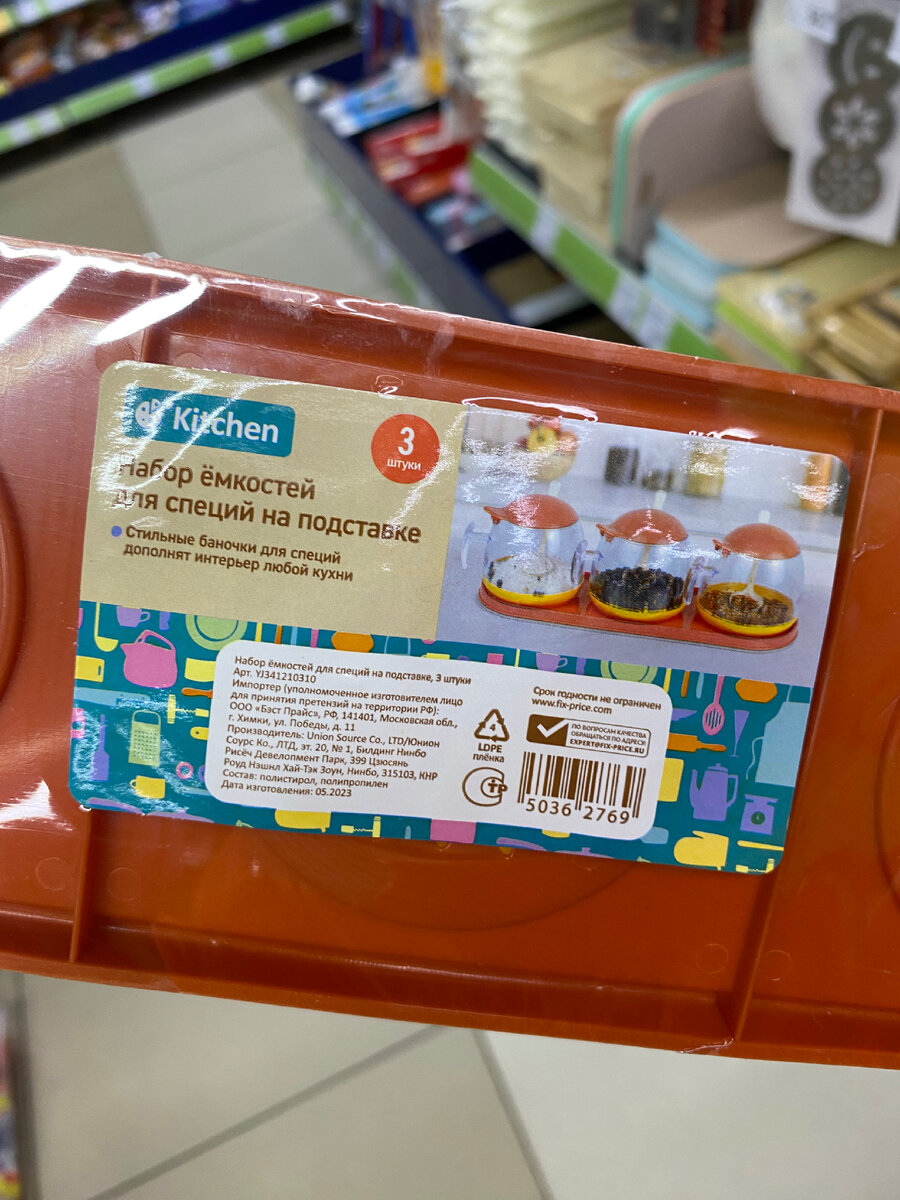 Kitchen
3
штуки
Набор ёмкостей
для специй на подставке
Стильные баночки для специй
дополнят интерьер любой кухни
Набор ёмкостей для специй на подставке, 3 штуки
Арт. YJ341210310
Импортер (уполномоченное изготовителем лицо
для принятия претензий на территории РФ):
ООО «Бэст Прайс», РФ, 141401, Московская обл.,
г. Химки, ул. Победы, д. 11
Изготовитель: Union Source Co., LTD/Юнион
Соурс Ко., ЛТД, эт. 20, № 1, Билдинг Нинбо
Рисёч Девелопмент Парк, 399 Цзюсянь
Роуд Нэшнл Хай-Тэк Зоун, Нинбо, 315103, КНР
Состав: полистирол, полипропилен
Дата изготовления: 05.2023
4
LDPE
плёнка
Срок годности не ограничен
www.fix-price.com
ПО ВОПРОСАМ КАЧЕСТВА
ОБРАЩАТЬСЯ ПО АДРЕСУ:
EXPERT@FIX-PRICE.RU
5036 2769